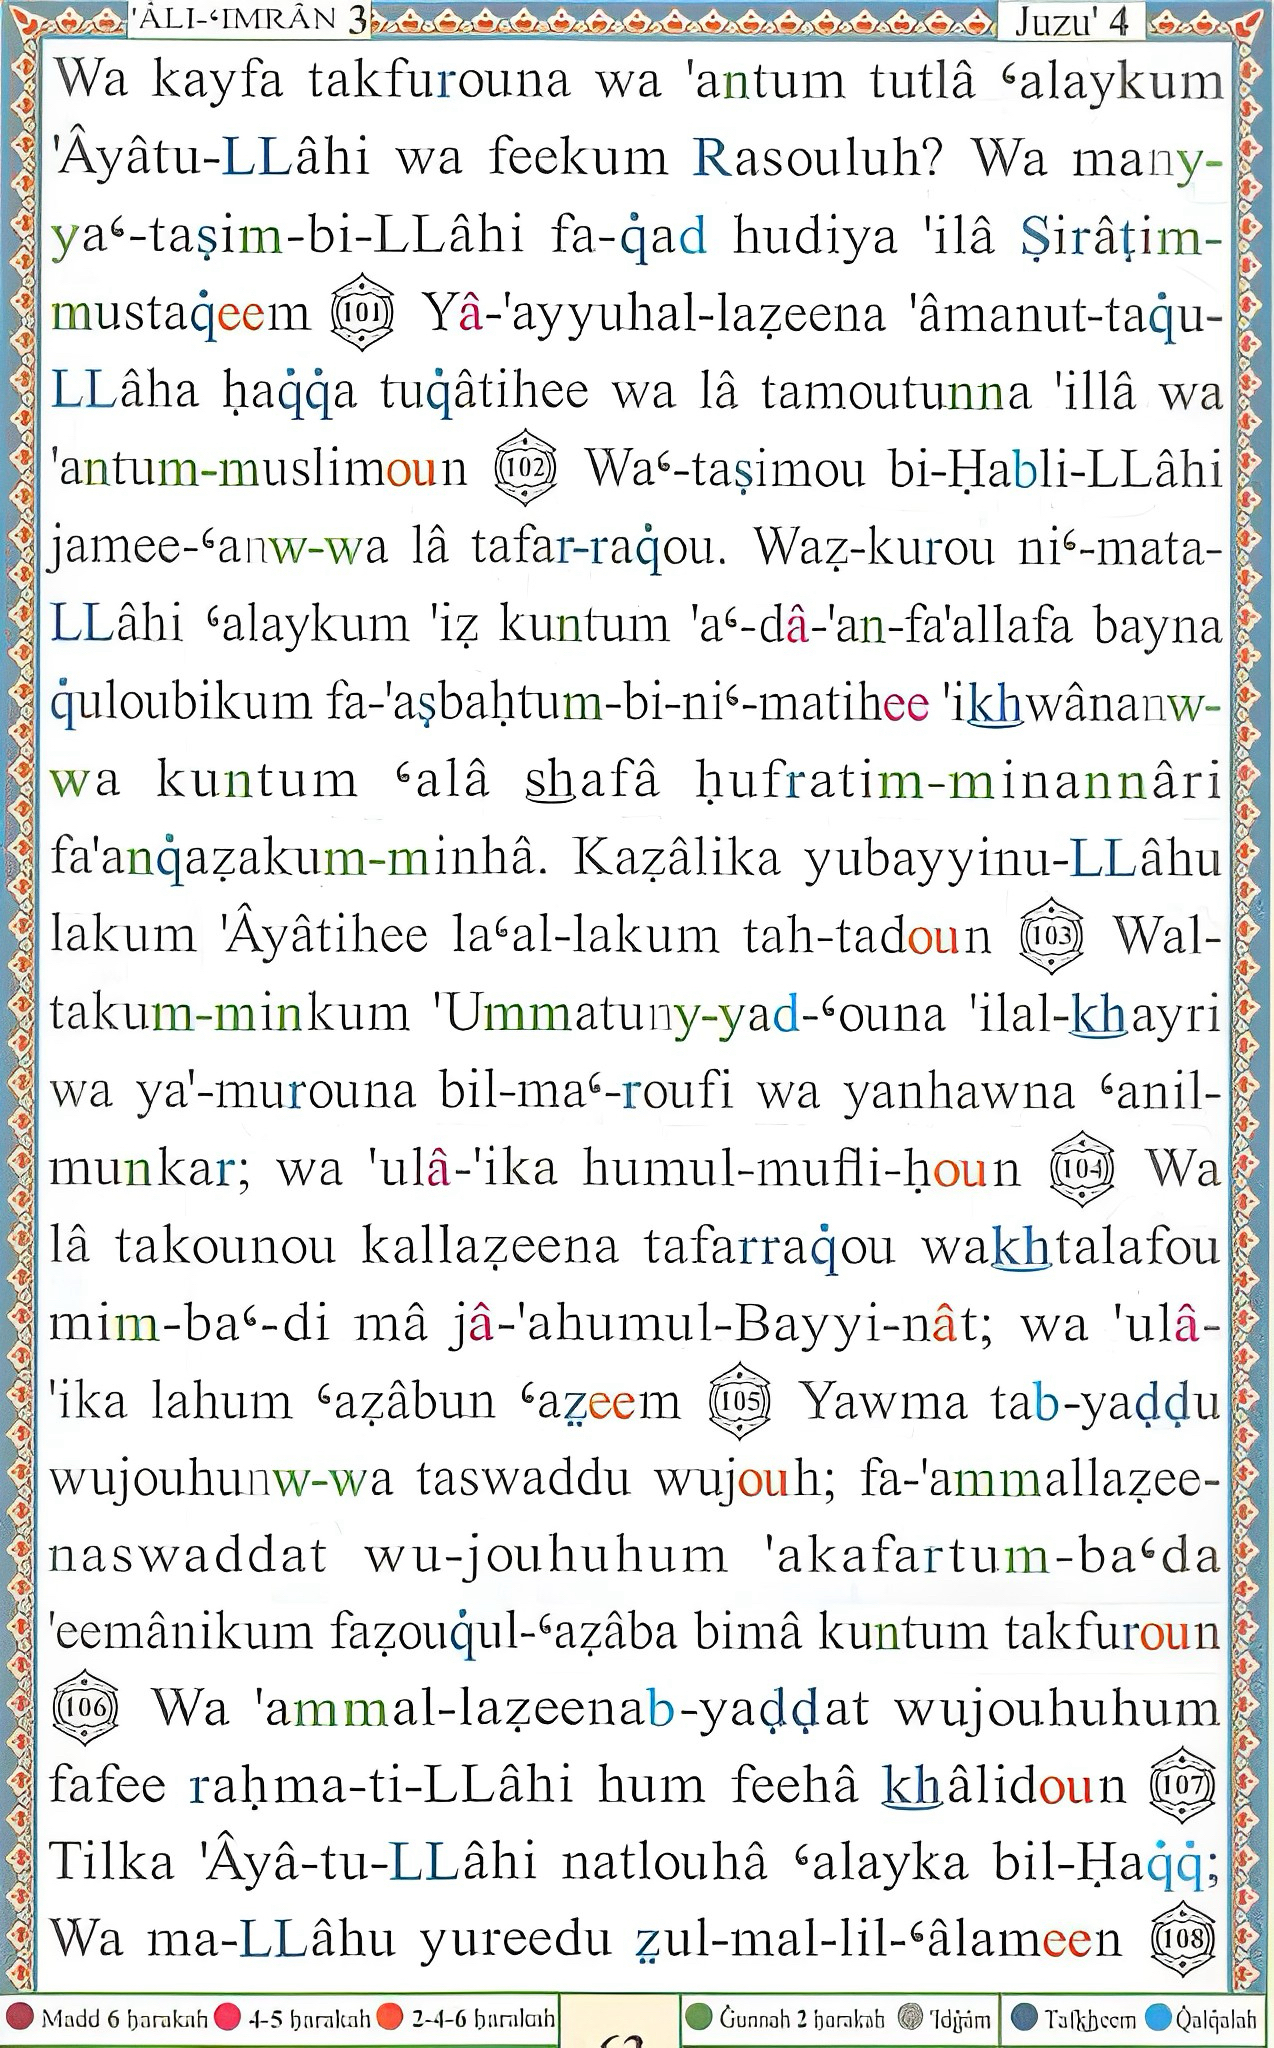 'ÂLI-ʿIMRÂN 3
Juzu' 4
Wa kayfa takfurouna wa 'antum tutlâ ʿalaykum
'Âyâtu-LLâhi wa feekum Rasouluh? Wa many-
yaʿ-taṣim-bi-LLâhi fa-q̇ad hudiya 'ilâ Ṣirâṭim-
mustaq̇eem 101 Yâ-'ayyuhal-laẓeena 'âmanut-taq̇u-
LLâha ḥaq̇q̇a tuq̇âtihee wa lâ tamoutunna 'illâ wa
'antum-muslimoun 102 Waʿ-taṣimou bi-Ḥabli-LLâhi
jamee-ʿanw-wa lâ tafar-raq̇ou. Waẓ-kurou niʿ-mata-
LLâhi ʿalaykum 'iẓ kuntum 'aʿ-dâ-'an-fa'allafa bayna
q̇uloubikum fa-'aṣbaḥtum-bi-niʿ-matihee 'ikhwânanw-
wa kuntum ʿalâ shafâ ḥufratim-minannâri
fa'anq̇aẓakum-minhâ. Kaẓâlika yubayyinu-LLâhu
lakum 'Âyâtihee laʿal-lakum tah-tadoun 103 Wal-
takum-minkum 'Ummatuny-yad-ʿouna 'ilal-khayri
wa ya'-murouna bil-maʿ-roufi wa yanhawna ʿanil-
munkar; wa 'ulâ-'ika humul-mufli-ḥoun 104 Wa
lâ takounou kallaẓeena tafarraq̇ou wakhtalafou
mim-baʿ-di mâ jâ-'ahumul-Bayyi-nât; wa 'ulâ-
'ika lahum ʿaẓâbun ʿaẓ̤eem 105 Yawma tab-yaḍḍu
wujouhunw-wa taswaddu wujouh; fa-'ammallaẓee-
naswaddat wu-jouhuhum 'akafartum-baʿda
'eemânikum faẓouq̇ul-ʿaẓâba bimâ kuntum takfuroun
106 Wa 'ammal-laẓeenab-yaḍḍat wujouhuhum
fafee raḥma-ti-LLâhi hum feehâ khâlidoun 107
Tilka 'Âyâ-tu-LLâhi natlouhâ ʿalayka bil-Ḥaq̇q̇;
Wa ma-LLâhu yureedu ẓ̤ul-mal-lil-ʿâlameen 108
Madd 6 ḥarakah 4-5 ḥarakah 2-4-6 ḥarakah
Ġunnah 2 ḥarakah 'Idġâm Tafkheem Q̇alq̇alah